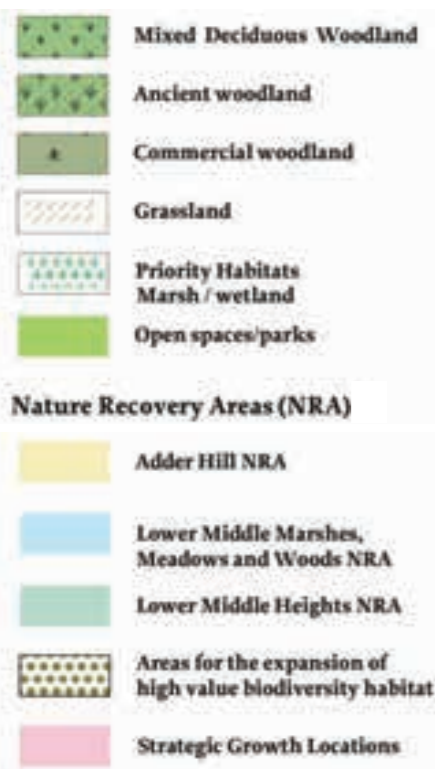 Mixed Deciduous Woodland
Ancient woodland
Commercial woodland
Grassland
Priority Habitats
Marsh / wetland
Open spaces/parks
Nature Recovery Areas (NRA)
Adder Hill NRA
Lower Middle Marshes,
Meadows and Woods NRA
Lower Middle Heights NRA
Areas for the expansion of
high value biodiversity habitat
Strategic Growth Locations